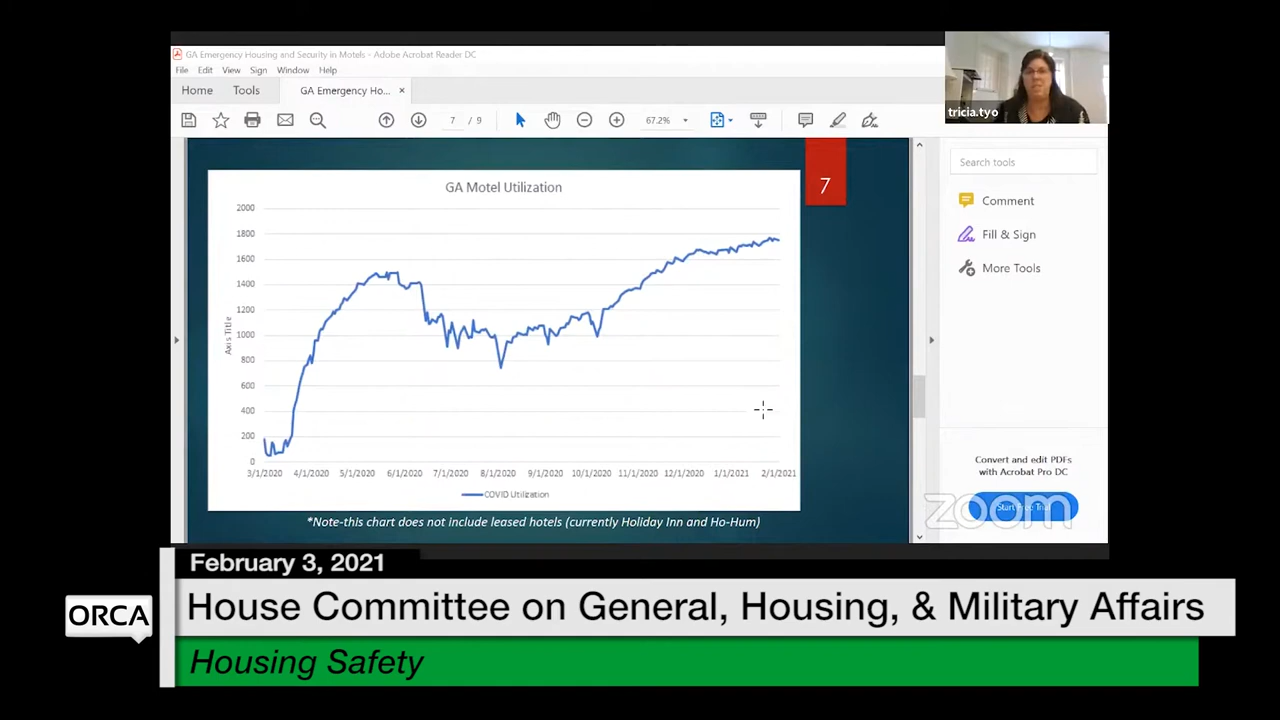 GA Emergency Housing and Security in Motels - Adobe Acrobat Reader DC
File Edit View Sign Window Help
Home Tools GA Emergency Ho... ×
7 / 9 67.2%
tricia.tyo
Search tools
Comment
Fill & Sign
More Tools
Convert and edit PDFs
with Acrobat Pro DC
Start Free Trial
zoom
7
GA Motel Utilization
2000
1800
1600
1400
1200
1000
800
600
400
200
0
Axis Title
3/1/2020 4/1/2020 5/1/2020 6/1/2020 7/1/2020 8/1/2020 9/1/2020 10/1/2020 11/1/2020 12/1/2020 1/1/2021 2/1/2021
COVID Utilization
*Note-this chart does not include leased hotels (currently Holiday Inn and Ho-Hum)
February 3, 2021
ORCA
House Committee on General, Housing, & Military Affairs
Housing Safety